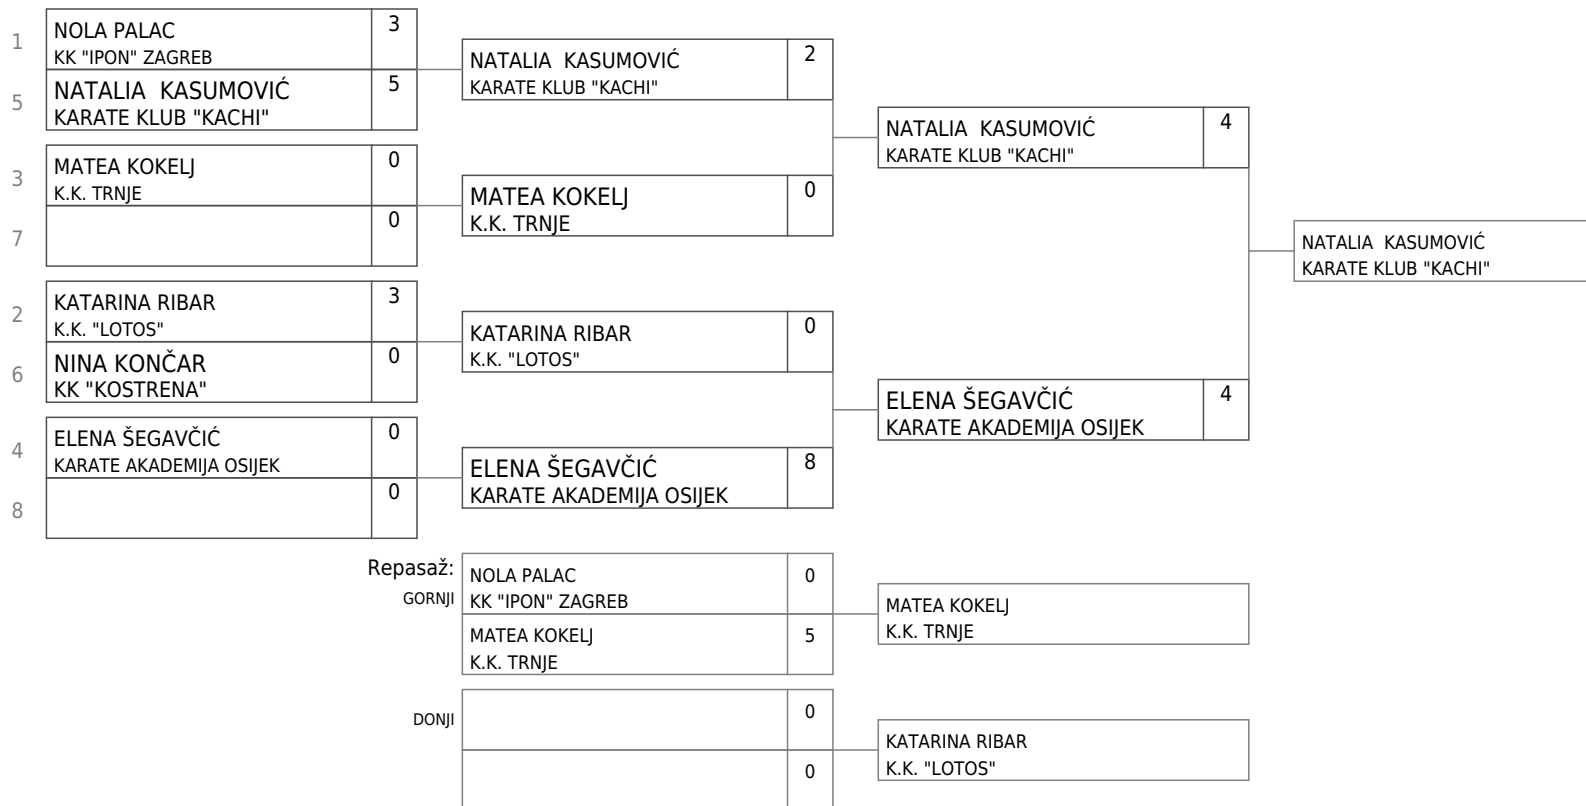 1
NOLA PALAC
KK "IPON" ZAGREB
3
5
NATALIA  KASUMOVIĆ
KARATE KLUB "KACHI"
5
3
MATEA KOKELJ
K.K. TRNJE
0
7
0
2
KATARINA RIBAR
K.K. "LOTOS"
3
6
NINA KONČAR
KK "KOSTRENA"
0
4
ELENA ŠEGAVČIĆ
KARATE AKADEMIJA OSIJEK
0
8
0
NATALIA  KASUMOVIĆ
KARATE KLUB "KACHI"
2
MATEA KOKELJ
K.K. TRNJE
0
KATARINA RIBAR
K.K. "LOTOS"
0
ELENA ŠEGAVČIĆ
KARATE AKADEMIJA OSIJEK
8
NATALIA  KASUMOVIĆ
KARATE KLUB "KACHI"
4
ELENA ŠEGAVČIĆ
KARATE AKADEMIJA OSIJEK
4
NATALIA  KASUMOVIĆ
KARATE KLUB "KACHI"
Repasaž:
GORNJI
NOLA PALAC
KK "IPON" ZAGREB
0
MATEA KOKELJ
K.K. TRNJE
5
MATEA KOKELJ
K.K. TRNJE
DONJI
0
0
KATARINA RIBAR
K.K. "LOTOS"